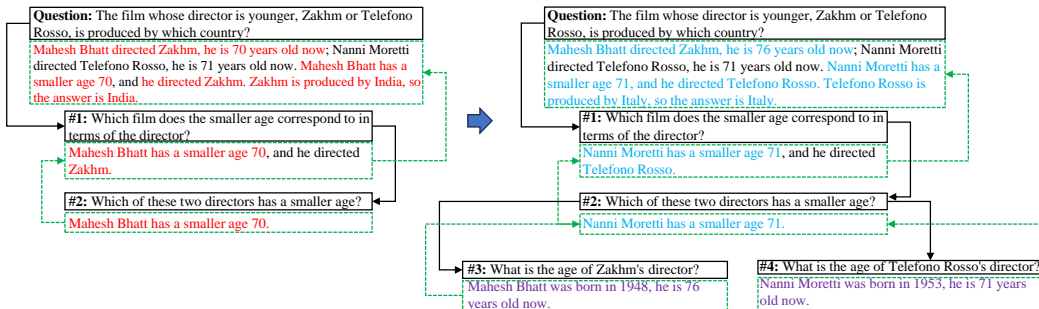 Question: The film whose director is younger, Zakhm or Telefono
Rosso, is produced by which country?
Mahesh Bhatt directed Zakhm, he is 70 years old now; Nanni Moretti
directed Telefono Rosso, he is 71 years old now. Mahesh Bhatt has a
smaller age 70, and he directed Zakhm. Zakhm is produced by India, so
the answer is India.
#1: Which film does the smaller age correspond to in
terms of the director?
Mahesh Bhatt has a smaller age 70, and he directed
Zakhm.
#2: Which of these two directors has a smaller age?
Mahesh Bhatt has a smaller age 70.
Question: The film whose director is younger, Zakhm or Telefono
Rosso, is produced by which country?
Mahesh Bhatt directed Zakhm, he is 76 years old now; Nanni Moretti
directed Telefono Rosso, he is 71 years old now. Nanni Moretti has a
smaller age 71, and he directed Telefono Rosso. Telefono Rosso is
produced by Italy, so the answer is Italy.
#1: Which film does the smaller age correspond to in
terms of the director?
Nanni Moretti has a smaller age 71, and he directed
Telefono Rosso.
#2: Which of these two directors has a smaller age?
Nanni Moretti has a smaller age 71.
#3: What is the age of Zakhm's director?
Mahesh Bhatt was born in 1948, he is 76
years old now.
#4: What is the age of Telefono Rosso's director?
Nanni Moretti was born in 1953, he is 71 years
old now.